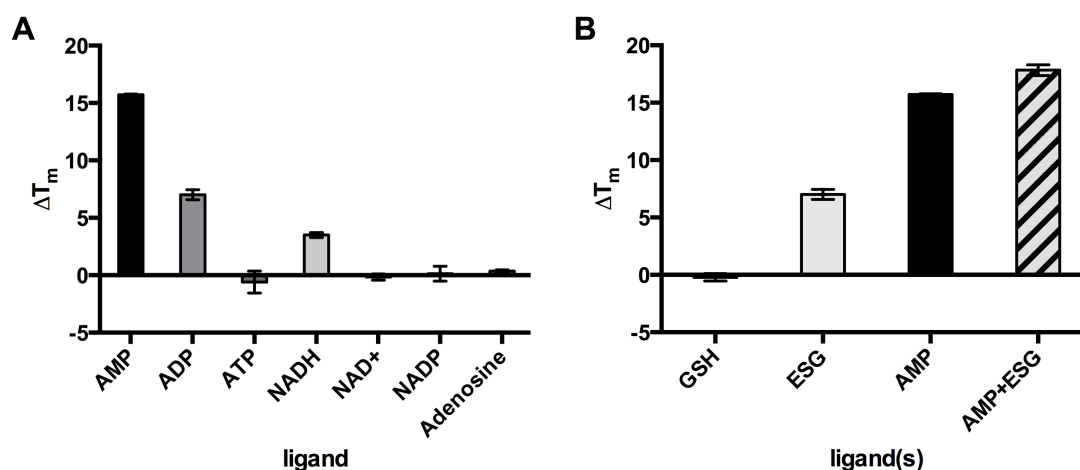 A
20
15
10
5
0
-5
ΔTm
AMP
ADP
ATP
NADH
NAD+
NADP
Adenosine
ligand
B
20
15
10
5
0
-5
ΔTm
GSH
ESG
AMP
AMP+ESG
ligand(s)